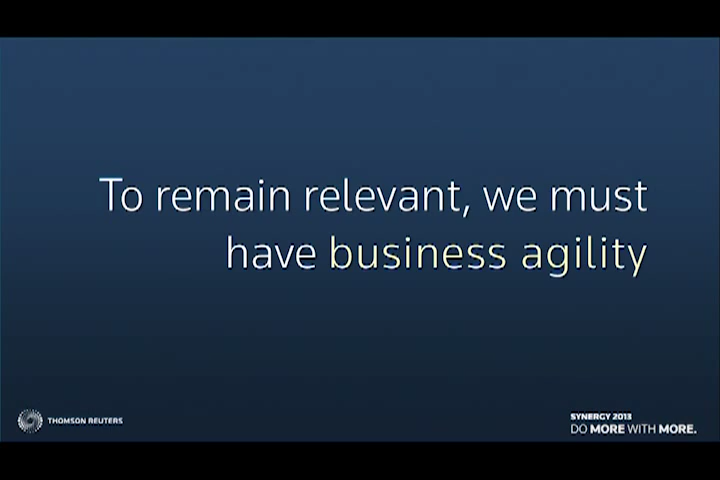 To remain relevant, we must
have business agility
THOMSON REUTERS
SYNERGY 2013
DO MORE WITH MORE.